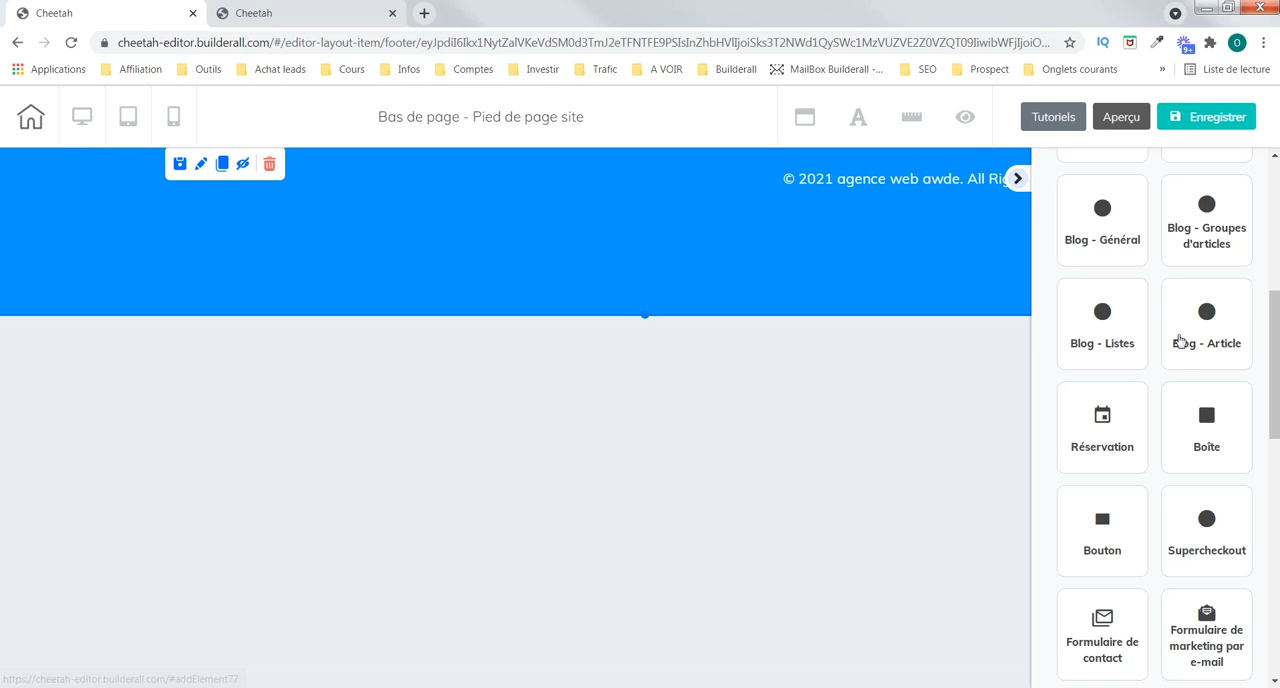 Cheetah
Cheetah
cheetah-editor.builderall.com/#/editor-layout-item/footer/eyJpdiI6Ikx1NytZalVKeVdSM0d3TmJ2eTFNTFE9PSIsInZhbHVlIjoiSks3T2NWd1QySWc1MzVUZVE2Z0VZQT09IiwibWFjIjoiO...
IQ
9+
O
Applications
Affiliation
Outils
Achat leads
Cours
Infos
Comptes
Investir
Trafic
A VOIR
Builderall
MailBox Builderall -...
SEO
Prospect
Onglets courants
»
Liste de lecture
Bas de page - Pied de page site
Tutoriels
Aperçu
Enregistrer
© 2021 agence web awde. All Rig
Blog - Général
Blog - Groupes
d'articles
Blog - Listes
Blog - Article
Réservation
Boîte
Bouton
Supercheckout
Formulaire de
contact
Formulaire de
marketing par
e-mail
https://cheetah-editor.builderall.com/#addElement77